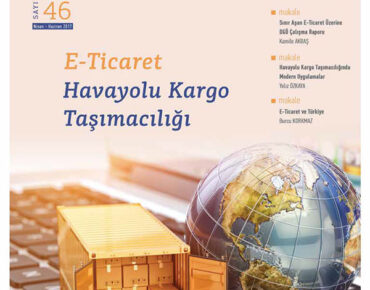 SAYI
46
Nisan - Haziran 2017
E-Ticaret
Havayolu Kargo
Taşımacılığı
makale
Sınır Aşan E-Ticaret Üzerine
DGÖ Çalışma Raporu
Kamile AKBAŞ
makale
Havayolu Kargo Taşımacılığında
Modern Uygulamalar
Yeliz ÖZKAYA
makale
E-Ticaret ve Türkiye
Burcu KORKMAZ